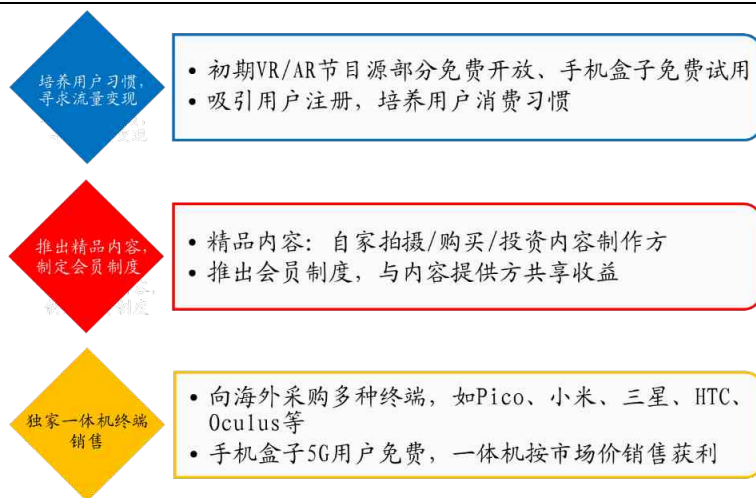 培养用户习惯,
寻求流量变现
• 初期VR/AR节目源部分免费开放、手机盒子免费试用
• 吸引用户注册, 培养用户消费习惯
推出精品内容,
制定会员制度
• 精品内容: 自家拍摄/购买/投资内容制作方
• 推出会员制度, 与内容提供方共享收益
独家一体机终端
销售
• 向海外采购多种终端, 如Pico、小米、三星、HTC、
Oculus等
• 手机盒子5G用户免费, 一体机按市场价销售获利